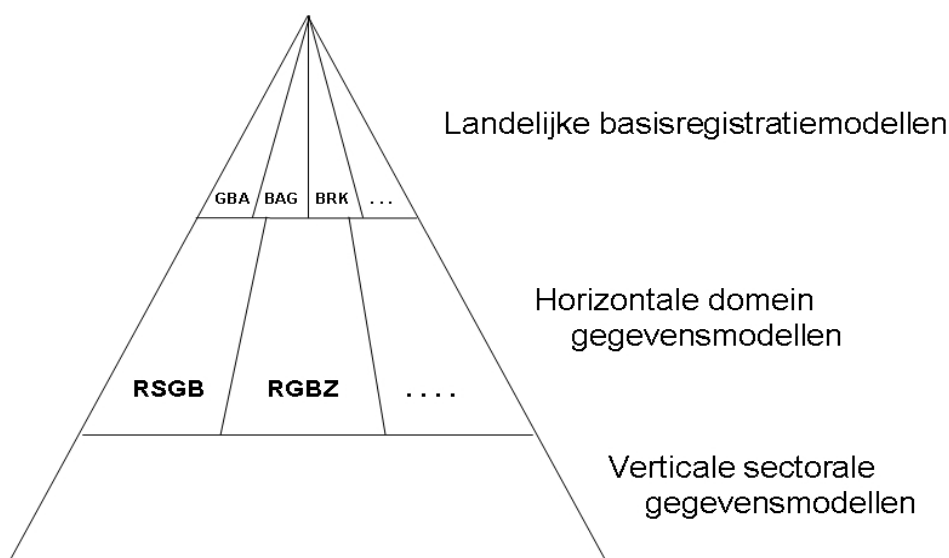 Landelijke basisregistratiemodellen
GBA BAG BRK ...
Horizontale domein
gegevensmodellen
RSGB RGBZ ....
Verticale sectorale
gegevensmodellen